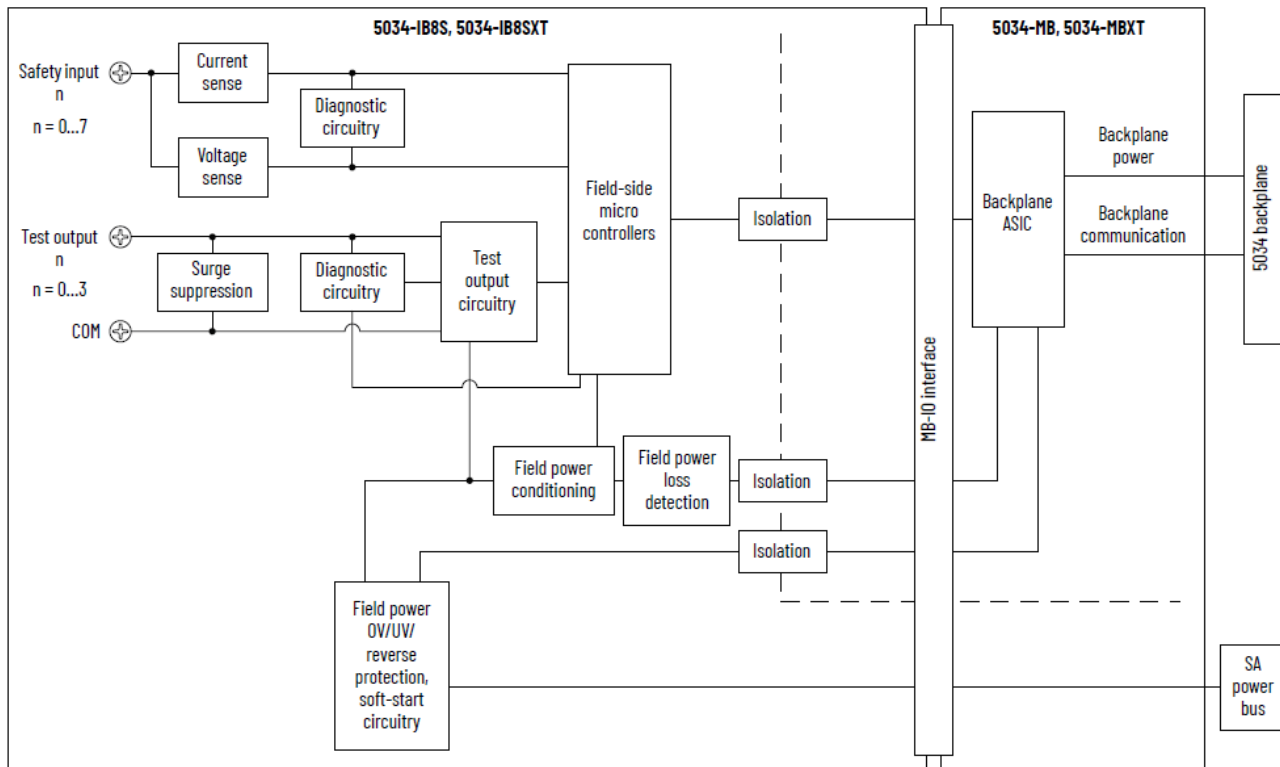 5034-IB8S, 5034-IB8SXT
5034-MB, 5034-MBXT
Safety input
n
n = 0...7
Current
sense
Diagnostic
circuitry
Voltage
sense
Field-side
micro
controllers
Isolation
Backplane
ASIC
Backplane
power
Backplane
communication
5034 backplane
Test output
n
n = 0...3
Surge
suppression
Diagnostic
circuitry
Test
output
circuitry
COM
MB-IO interface
Field power
conditioning
Field power
loss
detection
Isolation
Isolation
Field power
OV/UV/
reverse
protection,
soft-start
circuitry
SA
power
bus